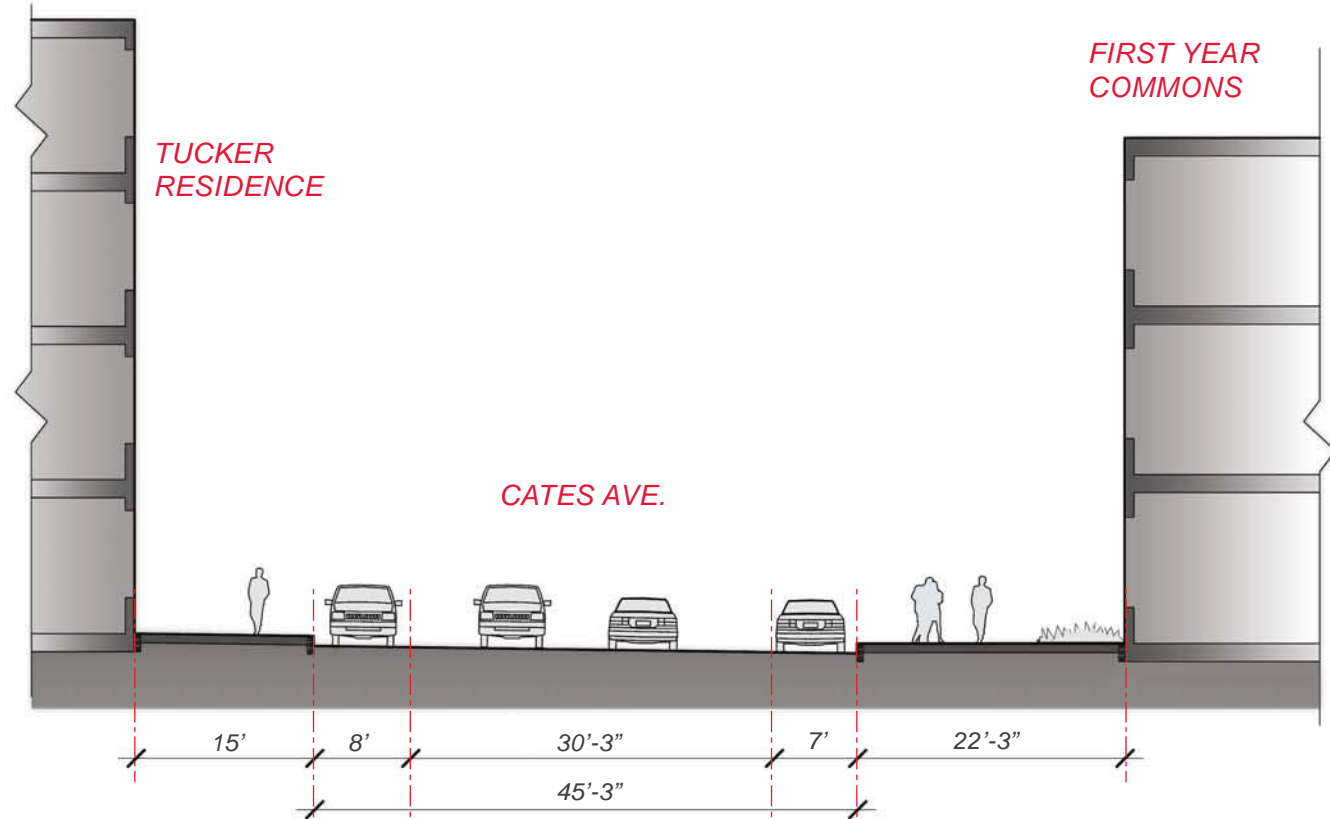 FIRST YEAR
COMMONS
TUCKER
RESIDENCE
CATES AVE.
15’
8’
30’-3”
7’
22’-3”
45’-3”